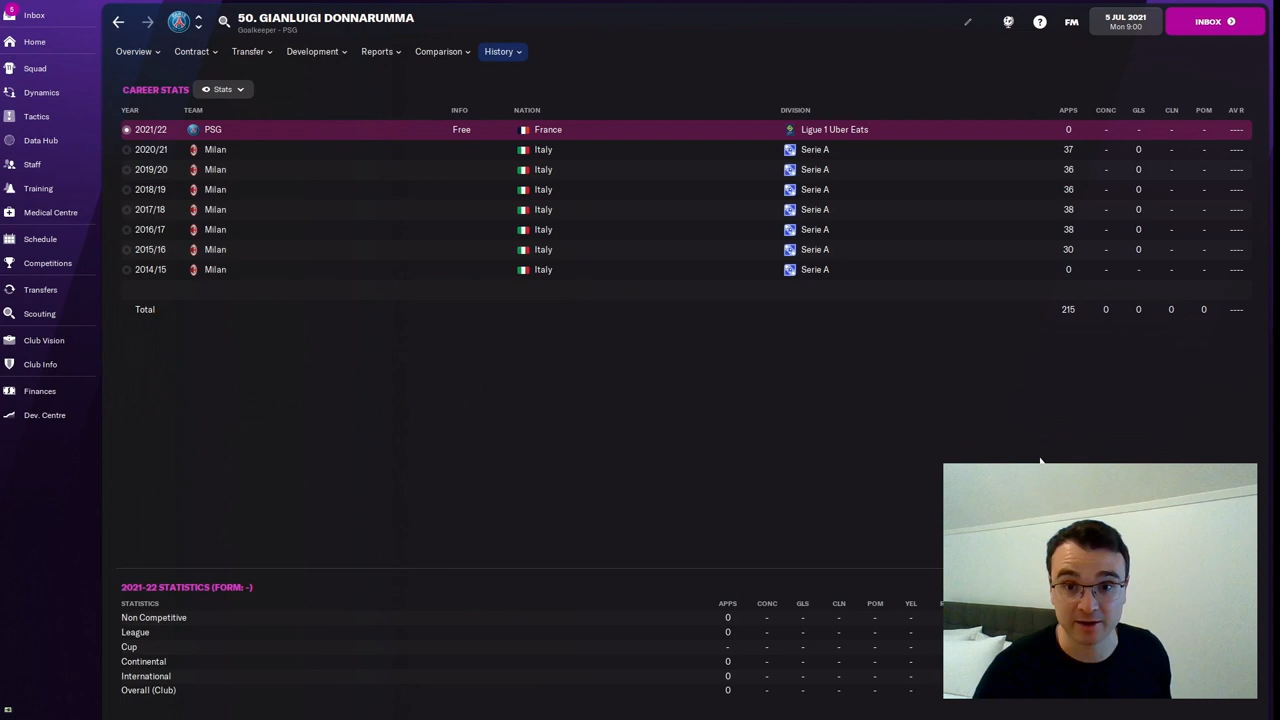 5
Inbox
Home
Squad
Dynamics
Tactics
Data Hub
Staff
Training
Medical Centre
Schedule
Competitions
Transfers
Scouting
Club Vision
Club Info
Finances
Dev. Centre
50. GIANLUIGI DONNARUMMA
Goalkeeper - PSG
? FM 5 JUL 2021 INBOX
Mon 9:00
Overview Contract Transfer Development Reports Comparison History
CAREER STATS Stats
YEAR TEAM INFO NATION DIVISION APPS CONC GLS CLN POM AV R
2021/22 PSG Free France Ligue 1 Uber Eats 0 - - - - ----
2020/21 Milan Italy Serie A 37 - 0 - - ----
2019/20 Milan Italy Serie A 36 - 0 - - ----
2018/19 Milan Italy Serie A 36 - 0 - - ----
2017/18 Milan Italy Serie A 38 - 0 - - ----
2016/17 Milan Italy Serie A 38 - 0 - - ----
2015/16 Milan Italy Serie A 30 - 0 - - ----
2014/15 Milan Italy Serie A 0 - 0 - - ----
Total 215 0 0 0 0 ----
2021-22 STATISTICS (FORM: -)
STATISTICS APPS CONC GLS CLN POM YEL
Non Competitive 0 - - - - -
League 0 - - - - -
Cup - - - - - -
Continental 0 - - - - -
International 0 - - - - -
Overall (Club) 0 - - - - -